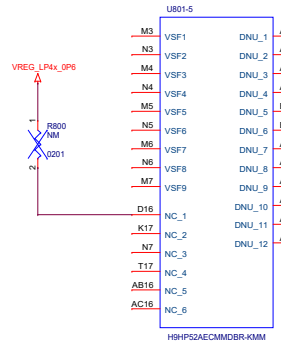 U801-5
M3 VSF1 DNU_1
N3 VSF2 DNU_2
M4 VSF3 DNU_3
N4 VSF4 DNU_4
M5 VSF5 DNU_5
N5 VSF6 DNU_6
M6 VSF7 DNU_7
N6 VSF8 DNU_8
M7 VSF9 DNU_9
D16 NC_1 DNU_10
K17 NC_2 DNU_11
N7 NC_3 DNU_12
T17 NC_4
AB16 NC_5
AC16 NC_6
H9HP52AECMMDBR-KMM
VREG_LP4x_0P6
1
R800
NM
0201
2